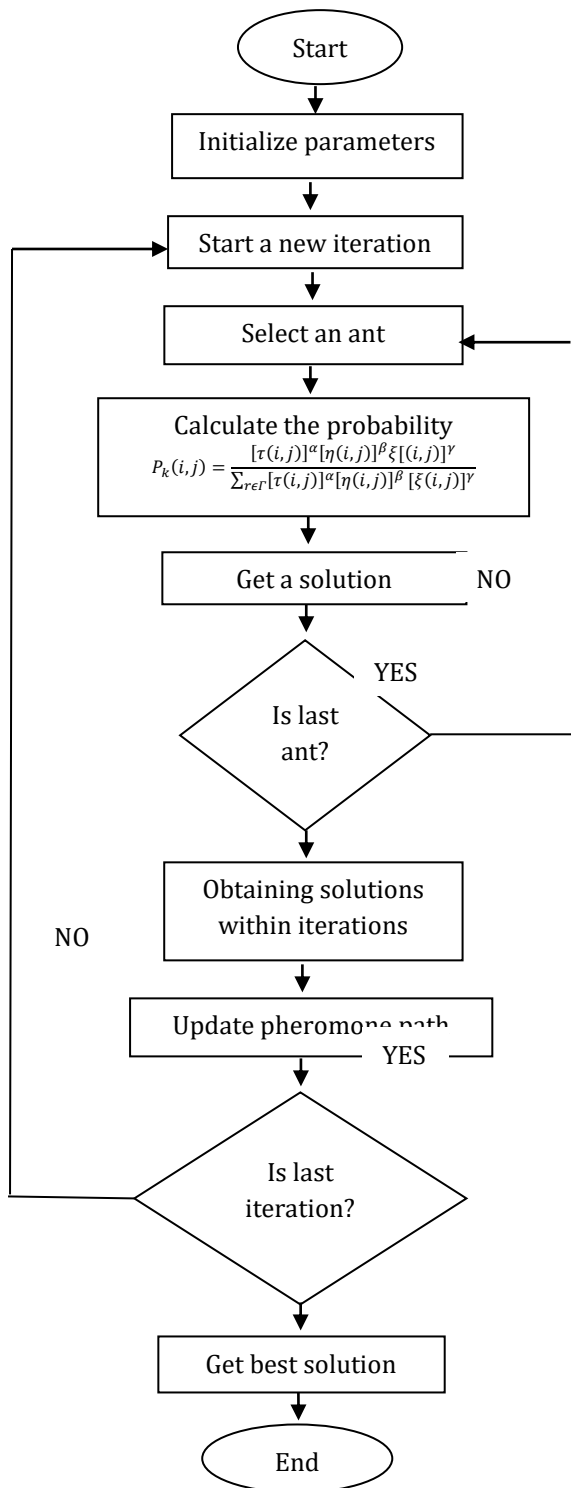 Start
Initialize parameters
Start a new iteration
Select an ant
Calculate the probability
P_k(i,j) = [τ(i,j)]^α[η(i,j)]^β ξ[(i,j)]^γ / ∑_{rϵΓ}[τ(i,j)]^α[η(i,j)]^β [ξ(i,j)]^γ
Get a solution
NO
YES
Is last
ant?
Obtaining solutions
within iterations
NO
Update pheromone path
YES
Is last
iteration?
Get best solution
End